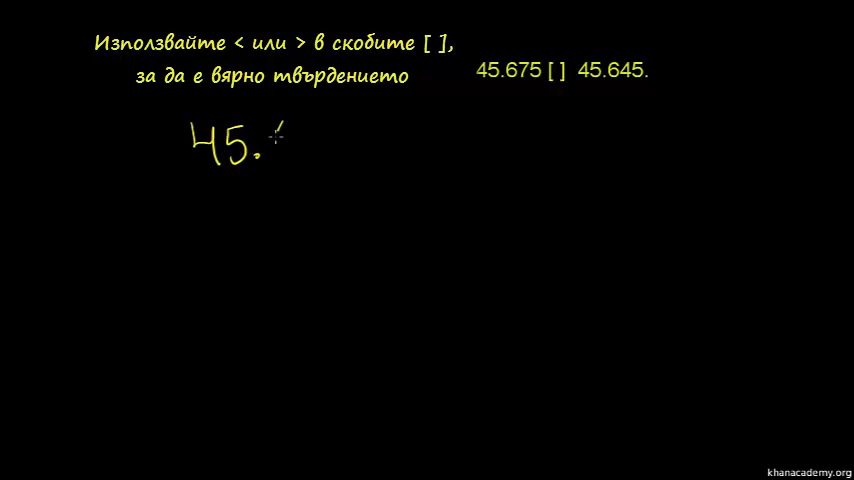 Използвайте < или > в скобите [ ],
за да е вярно твърдението
45.675 [ ] 45.645.
45.
khanacademy.org